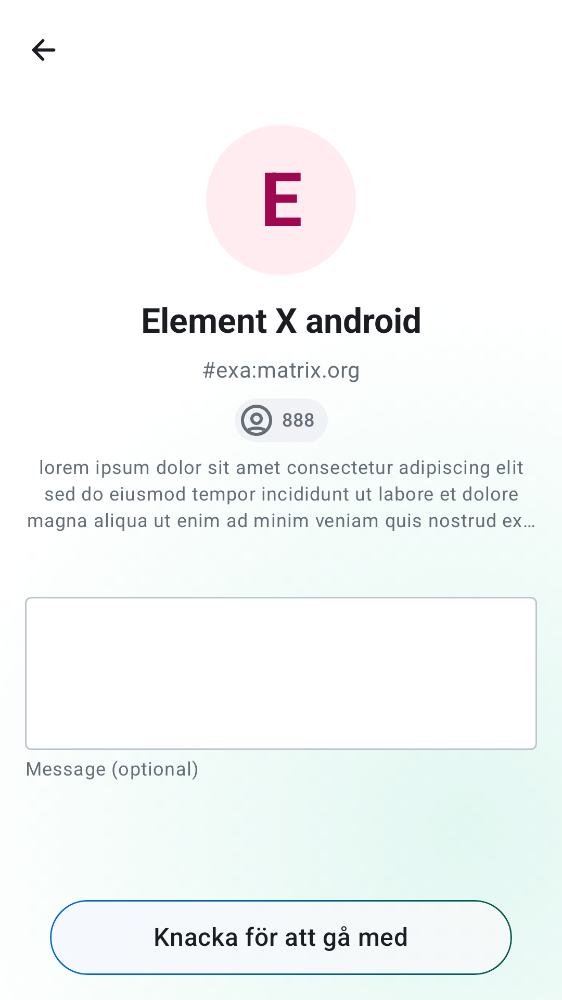 E
Element X android
#exa:matrix.org
888
lorem ipsum dolor sit amet consectetur adipiscing elit
sed do eiusmod tempor incididunt ut labore et dolore
magna aliqua ut enim ad minim veniam quis nostrud ex…
Message (optional)
Knacka för att gå med